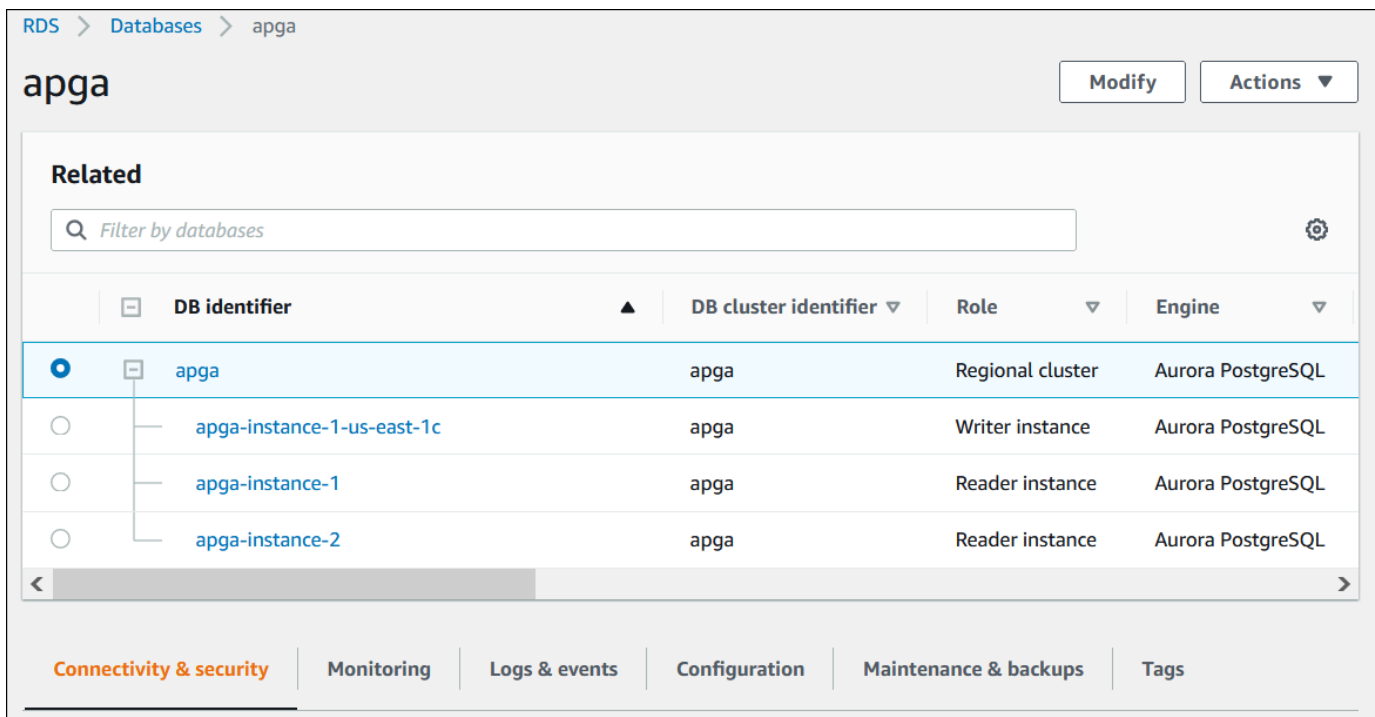 RDS > Databases > apga
apga
Modify
Actions
Related
Filter by databases
DB identifier DB cluster identifier Role Engine
apga apga Regional cluster Aurora PostgreSQL
apga-instance-1-us-east-1c apga Writer instance Aurora PostgreSQL
apga-instance-1 apga Reader instance Aurora PostgreSQL
apga-instance-2 apga Reader instance Aurora PostgreSQL
Connectivity & security Monitoring Logs & events Configuration Maintenance & backups Tags